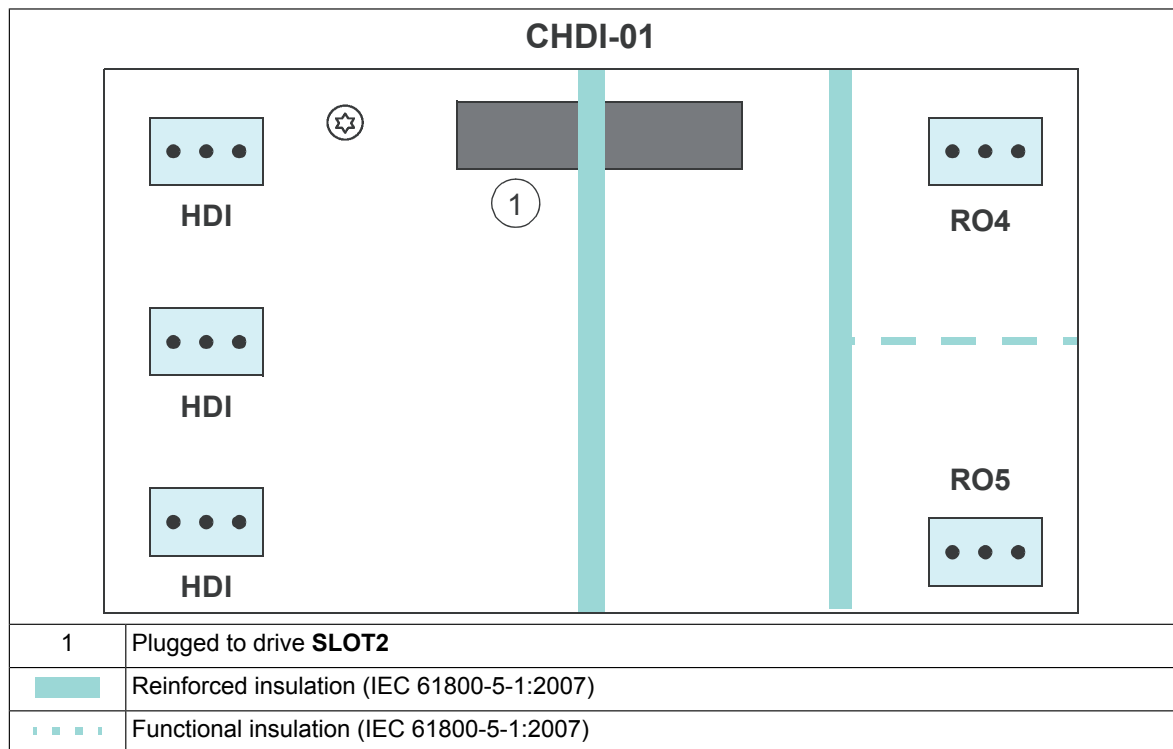 CHDI-01
HDI
1
RO4
HDI
RO5
HDI
1 Plugged to drive SLOT2
Reinforced insulation (IEC 61800-5-1:2007)
Functional insulation (IEC 61800-5-1:2007)